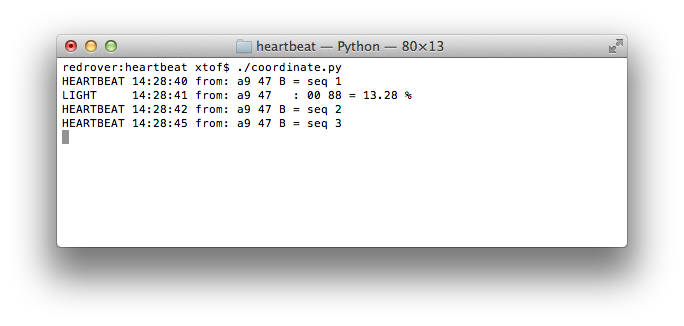 heartbeat — Python — 80×13
redrover:heartbeat xtof$ ./coordinate.py
HEARTBEAT 14:28:40 from: a9 47 B = seq 1
LIGHT     14:28:41 from: a9 47   : 00 88 = 13.28 %
HEARTBEAT 14:28:42 from: a9 47 B = seq 2
HEARTBEAT 14:28:45 from: a9 47 B = seq 3